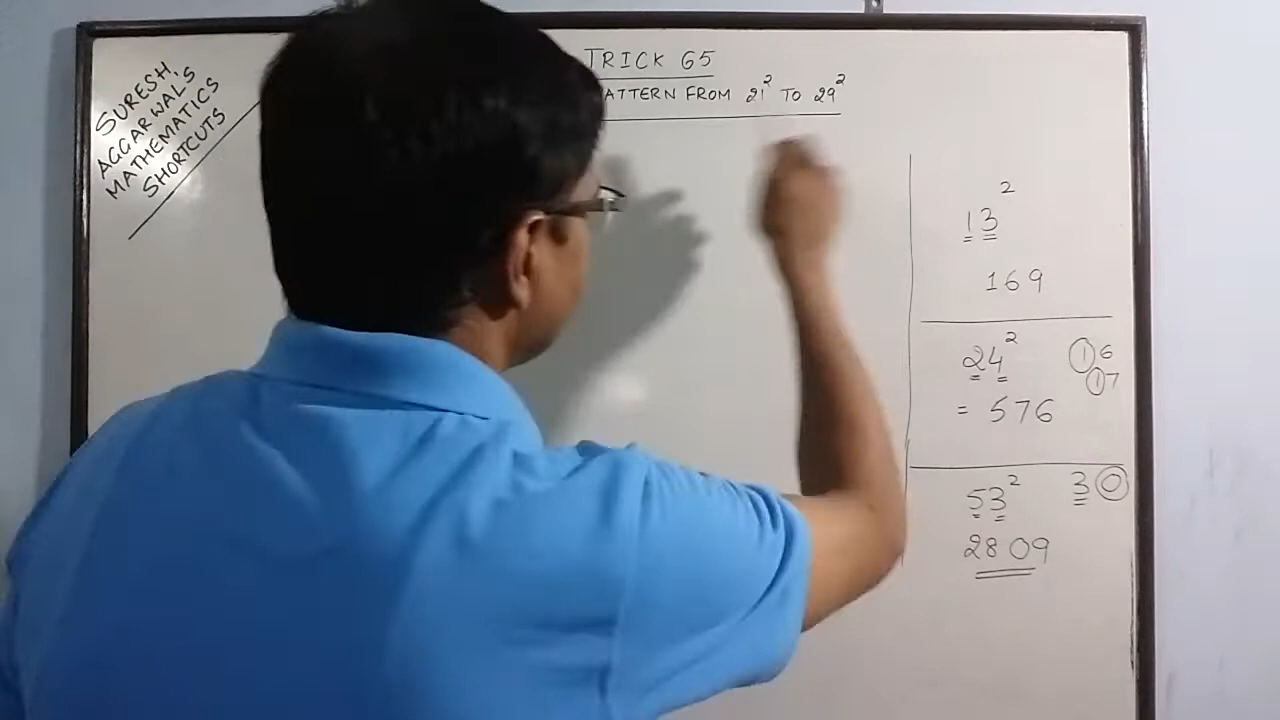 SURESH
AGGARWAL'S
MATHEMATICS
SHORTCUTS
TRICK 65
ATTERN FROM 21² TO 29²
13²
169
24² 16
17
= 576
53² 30
2809